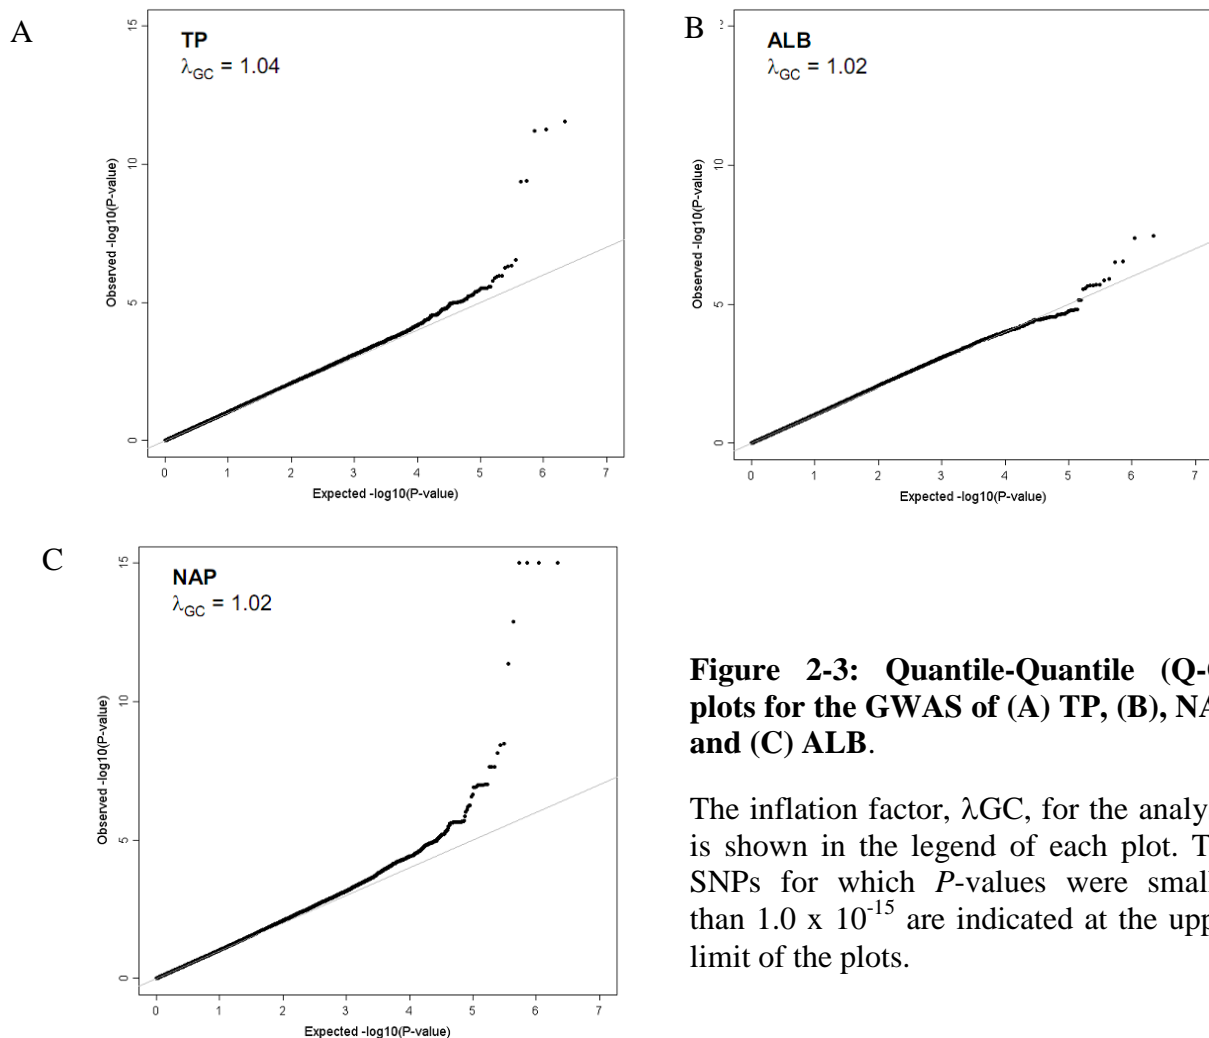 A
TP
λGC = 1.04
15
10
5
0
Observed -log10(P-value)
0 1 2 3 4 5 6 7
Expected -log10(P-value)
B
ALB
λGC = 1.02
10
5
0
Observed -log10(P-value)
0 1 2 3 4 5 6 7
Expected -log10(P-value)
C
NAP
λGC = 1.02
15
10
5
0
Observed -log10(P-value)
0 1 2 3 4 5 6 7
Expected -log10(P-value)
Figure 2-3: Quantile-Quantile
plots for the GWAS of (A) TP, (B),
and (C) ALB.
The inflation factor, λGC, for the
is shown in the legend of each plot.
SNPs for which P-values were
than 1.0 x 10-15 are indicated at the
limit of the plots.